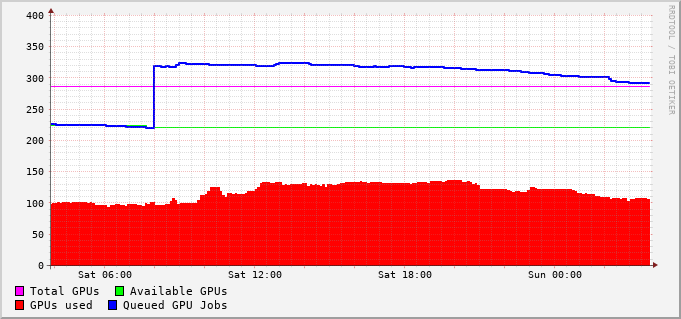 400
350
300
250
200
150
100
50
0
Sat 06:00 Sat 12:00 Sat 18:00 Sun 00:00
Total GPUs Available GPUs
GPUs used Queued GPU Jobs
RRDTOOL / TOBI OETIKER